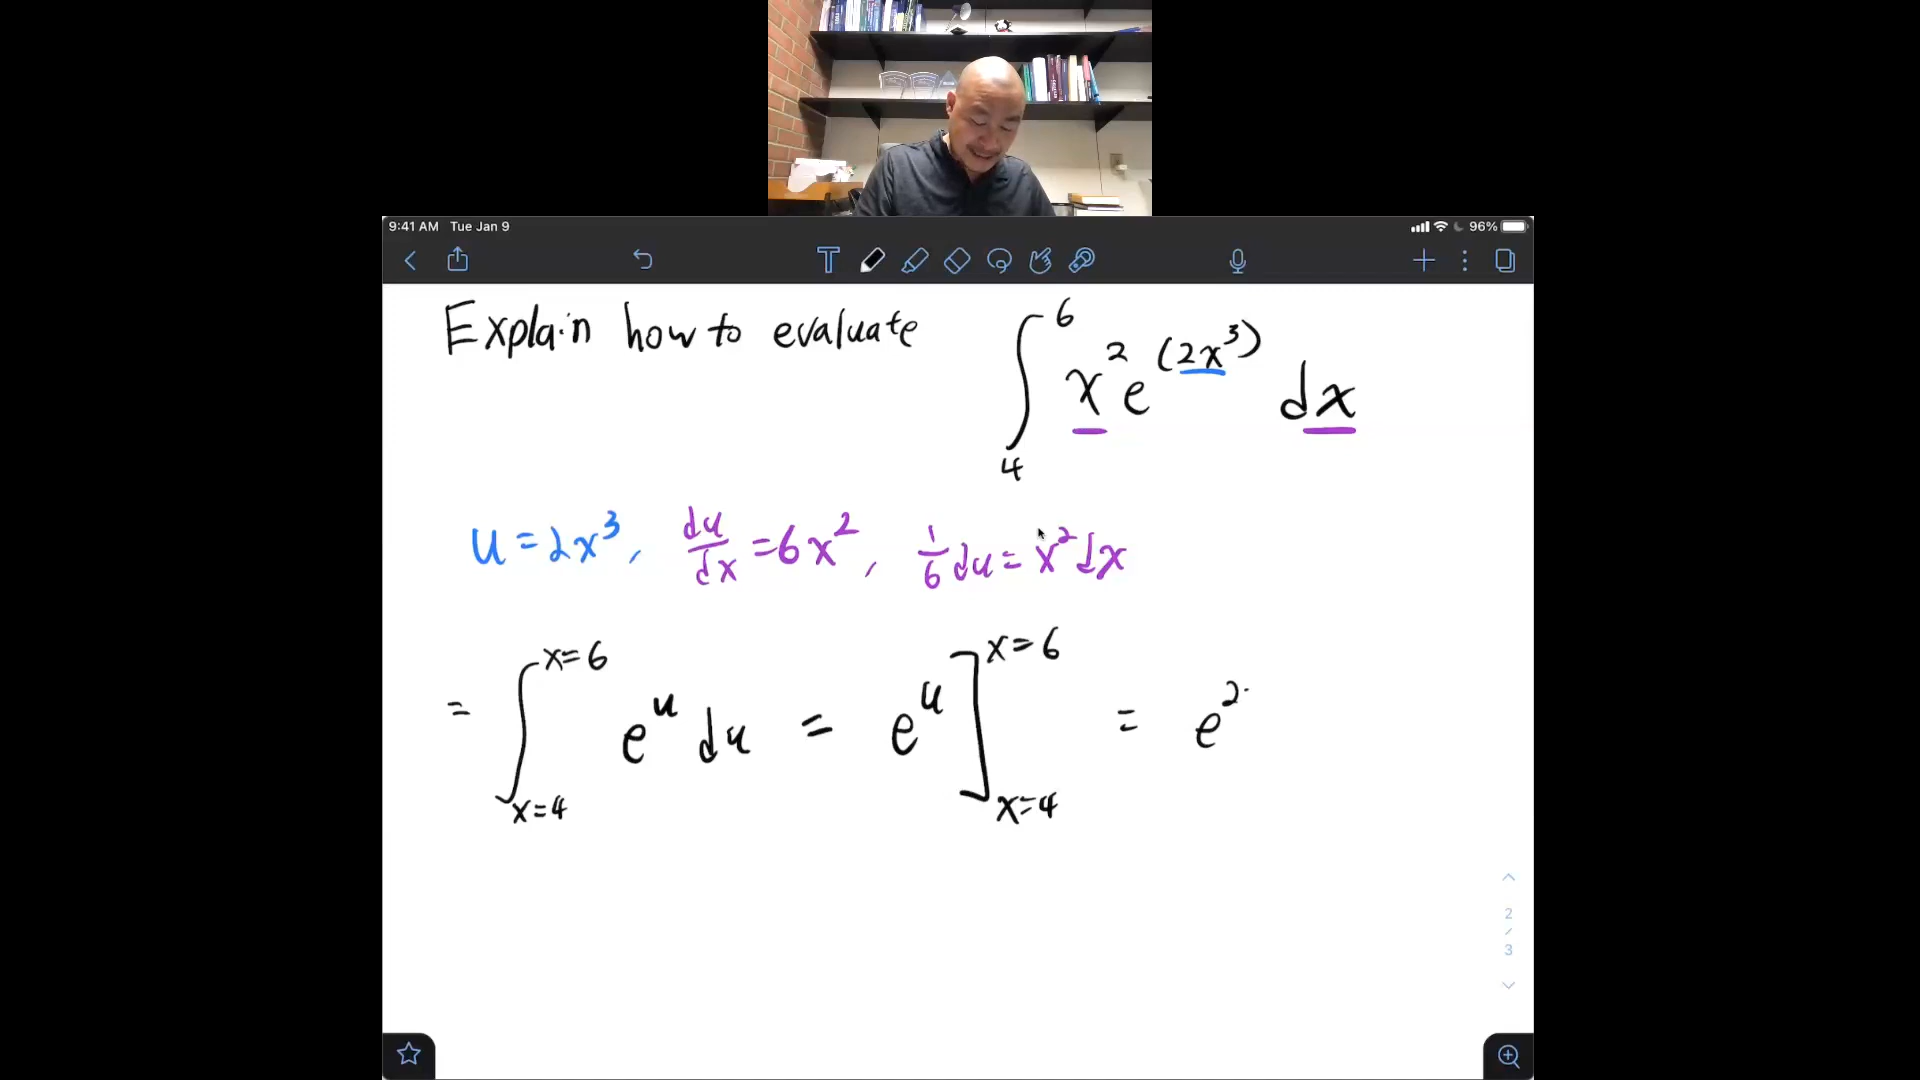 9:41 AM Tue Jan 9
96%
T
Explain how to evaluate ∫₄⁶ x² e^(2x³) dx
u = 2x³, du/dx = 6x², 1/6 du = x² dx
= ∫_{x=4}^{x=6} e^u du = e^u ]_{x=4}^{x=6} = e^2
2
/
3